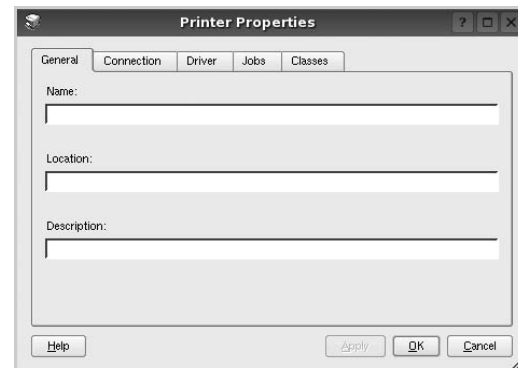 Printer Properties
General Connection Driver Jobs Classes
Name:
Location:
Description:
Help Apply OK Cancel